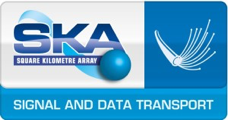 SKA
SQUARE KILOMETRE ARRAY
SIGNAL AND DATA TRANSPORT